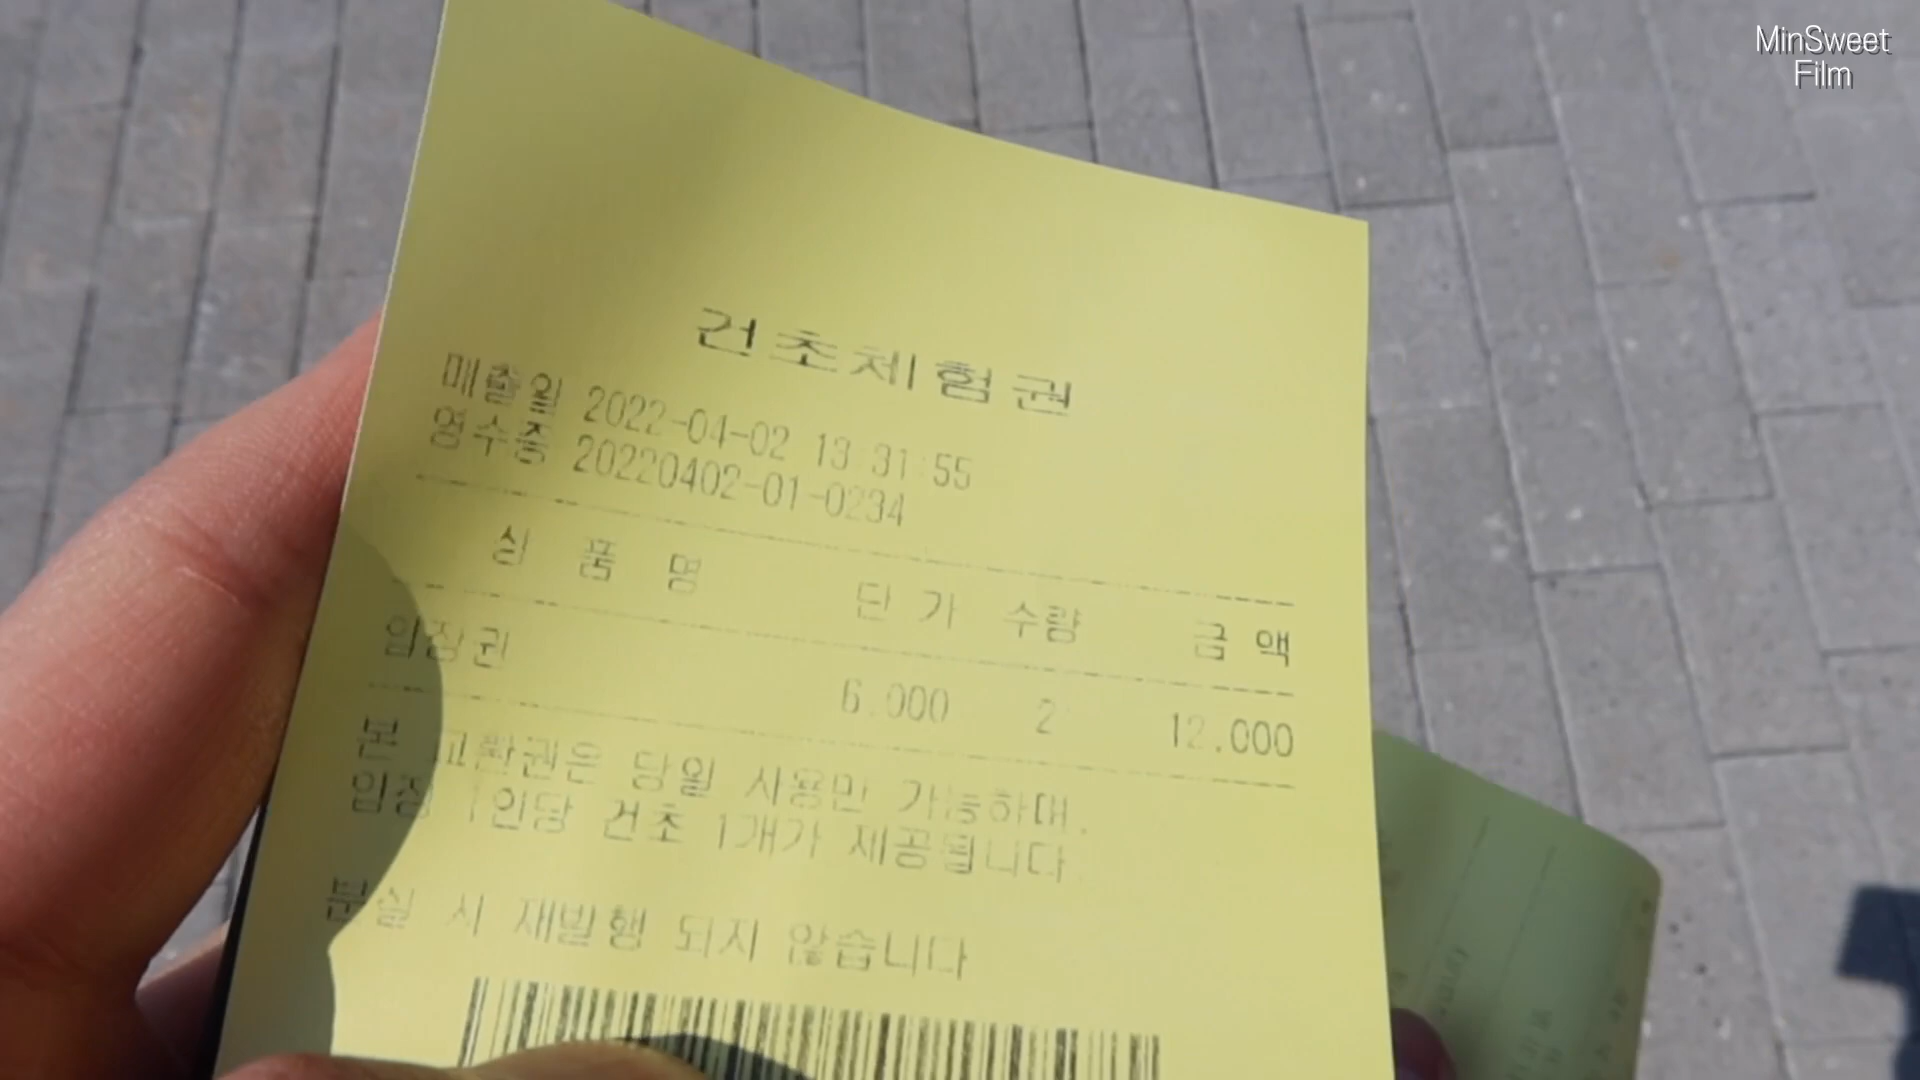 MinSweet
Film
건초체험권
매출일 2022-04-02 13:31:55
영수증 20220402-01-0234
상 품 명 단 가 수량 금 액
입장권 6,000 2 12,000
본 교환권은 당일 사용만 가능하며,
입장 1인당 건초 1개가 제공됩니다
분실 시 재발행 되지 않습니다